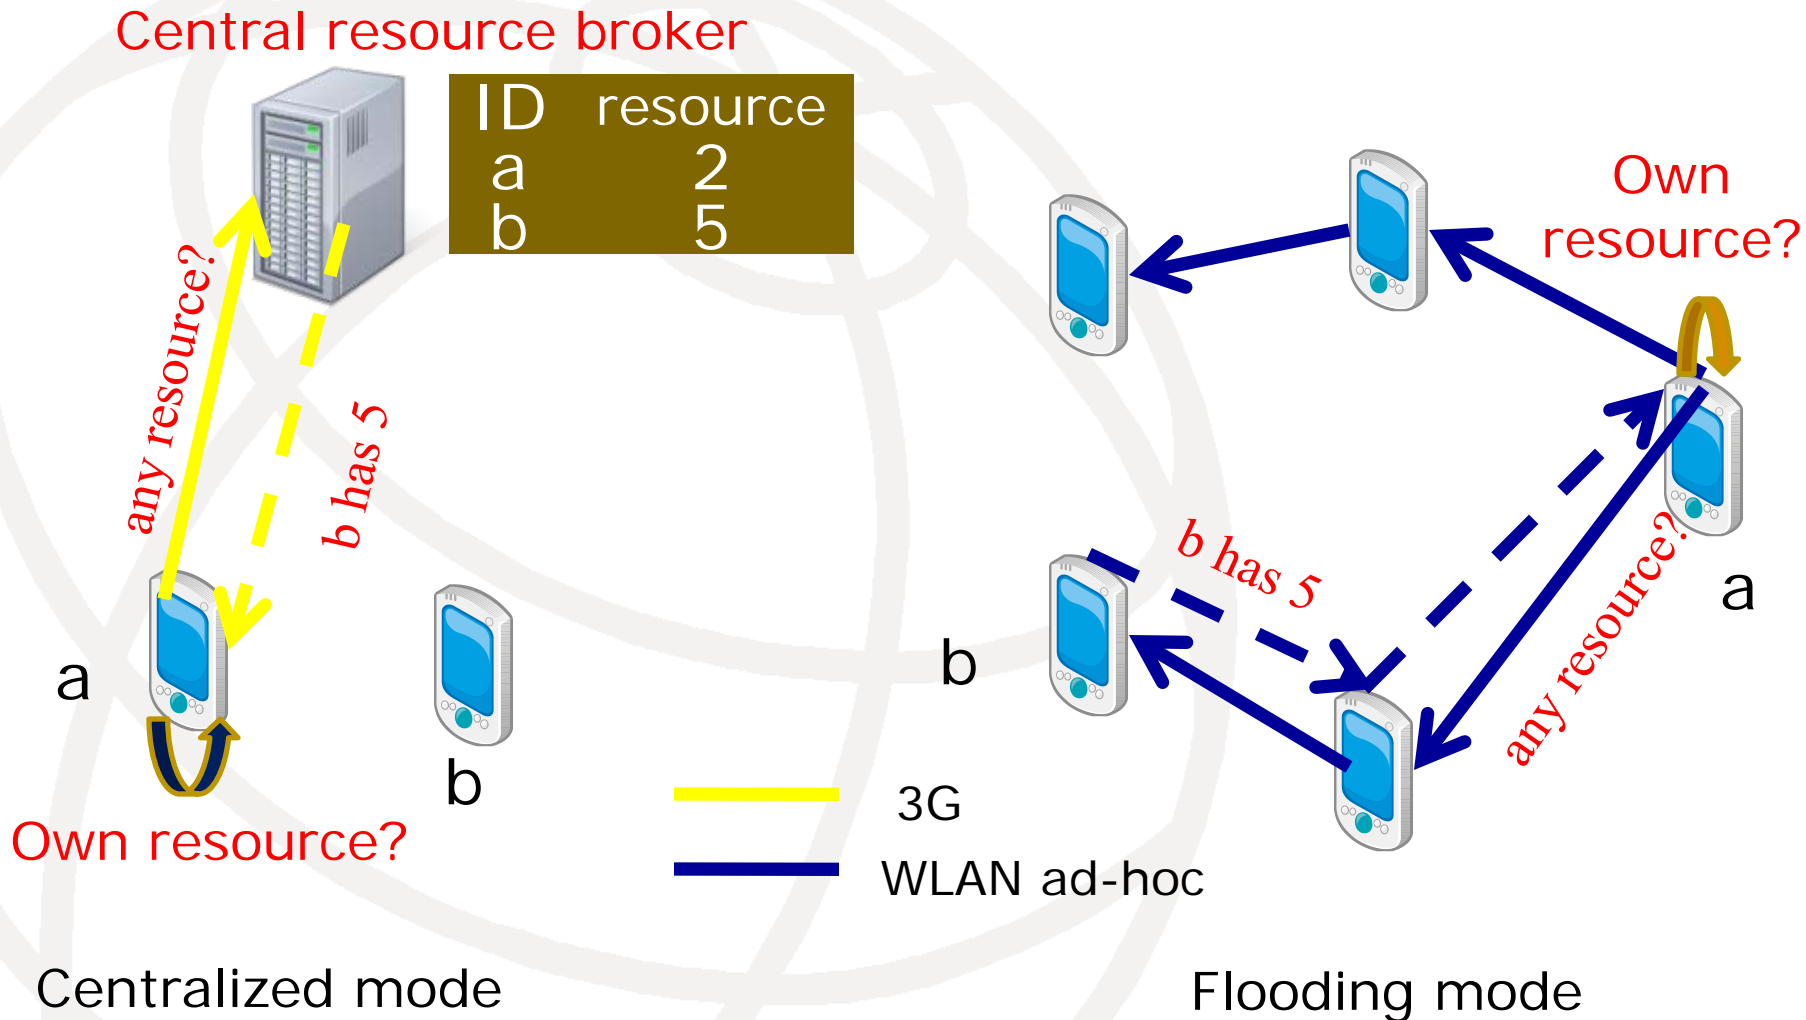 Central resource broker
ID resource
a 2
b 5
any resource?
b has 5
a
b
Own resource?
3G
WLAN ad-hoc
Centralized mode
Own
resource?
a
b has 5
any resource?
b
Flooding mode